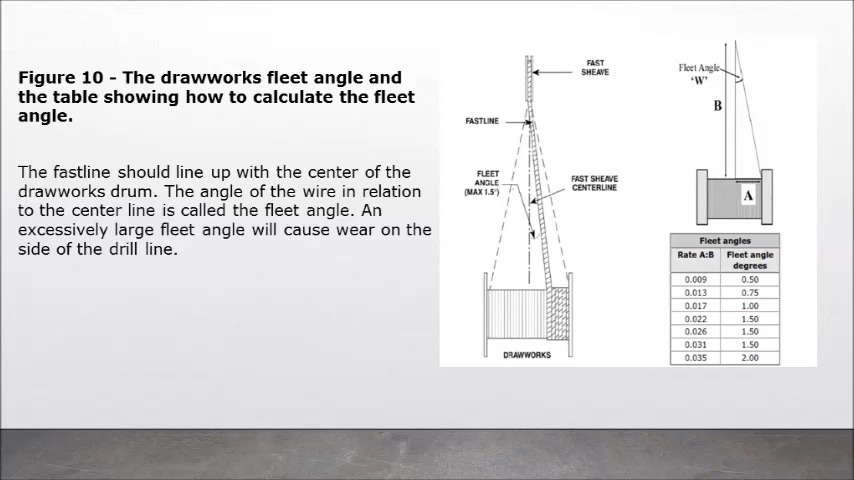 Figure 10 - The drawworks fleet angle and
the table showing how to calculate the fleet
angle.
The fastline should line up with the center of the
drawworks drum. The angle of the wire in relation
to the center line is called the fleet angle. An
excessively large fleet angle will cause wear on the
side of the drill line.
FAST
SHEAVE
FASTLINE
FLEET
ANGLE
(MAX 1.5°)
FAST SHEAVE
CENTERLINE
DRAWWORKS
Fleet Angle
'W'
B
A
Fleet angles
Rate A:B Fleet angle
degrees
0.009 0.50
0.013 0.75
0.017 1.00
0.022 1.50
0.026 1.50
0.031 1.50
0.035 2.00